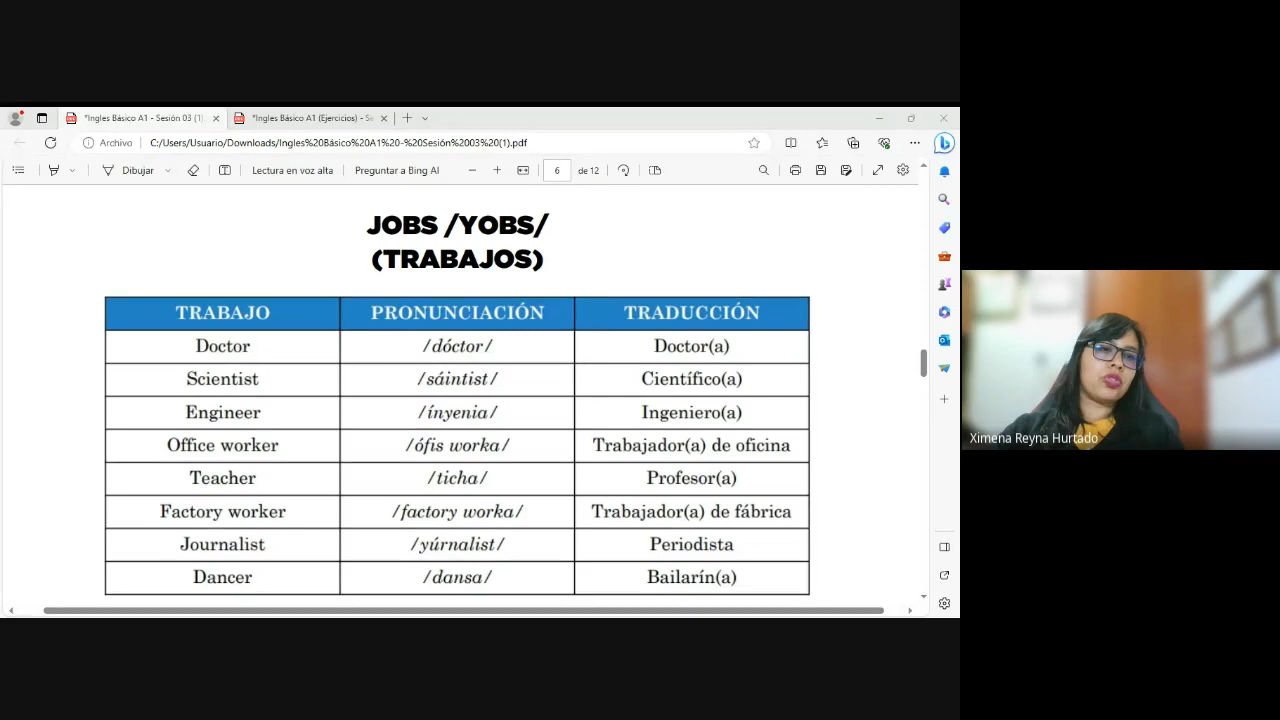 *Ingles Básico A1 - Sesión 03 (1)
*Ingles Básico A1 (Ejercicios) - Se
Archivo
C:/Users/Usuario/Downloads/Ingles%20Básico%20A1%20-%20Sesión%2003%20(1).pdf
Dibujar
Lectura en voz alta
Preguntar a Bing AI
6
de 12
JOBS /YOBS/
(TRABAJOS)
TRABAJO PRONUNCIACIÓN TRADUCCIÓN
Doctor /dóctor/ Doctor(a)
Scientist /sáintist/ Científico(a)
Engineer /ínyenia/ Ingeniero(a)
Office worker /ófis worka/ Trabajador(a) de oficina
Teacher /ticha/ Profesor(a)
Factory worker /factory worka/ Trabajador(a) de fábrica
Journalist /yúrnalist/ Periodista
Dancer /dansa/ Bailarín(a)
Ximena Reyna Hurtado